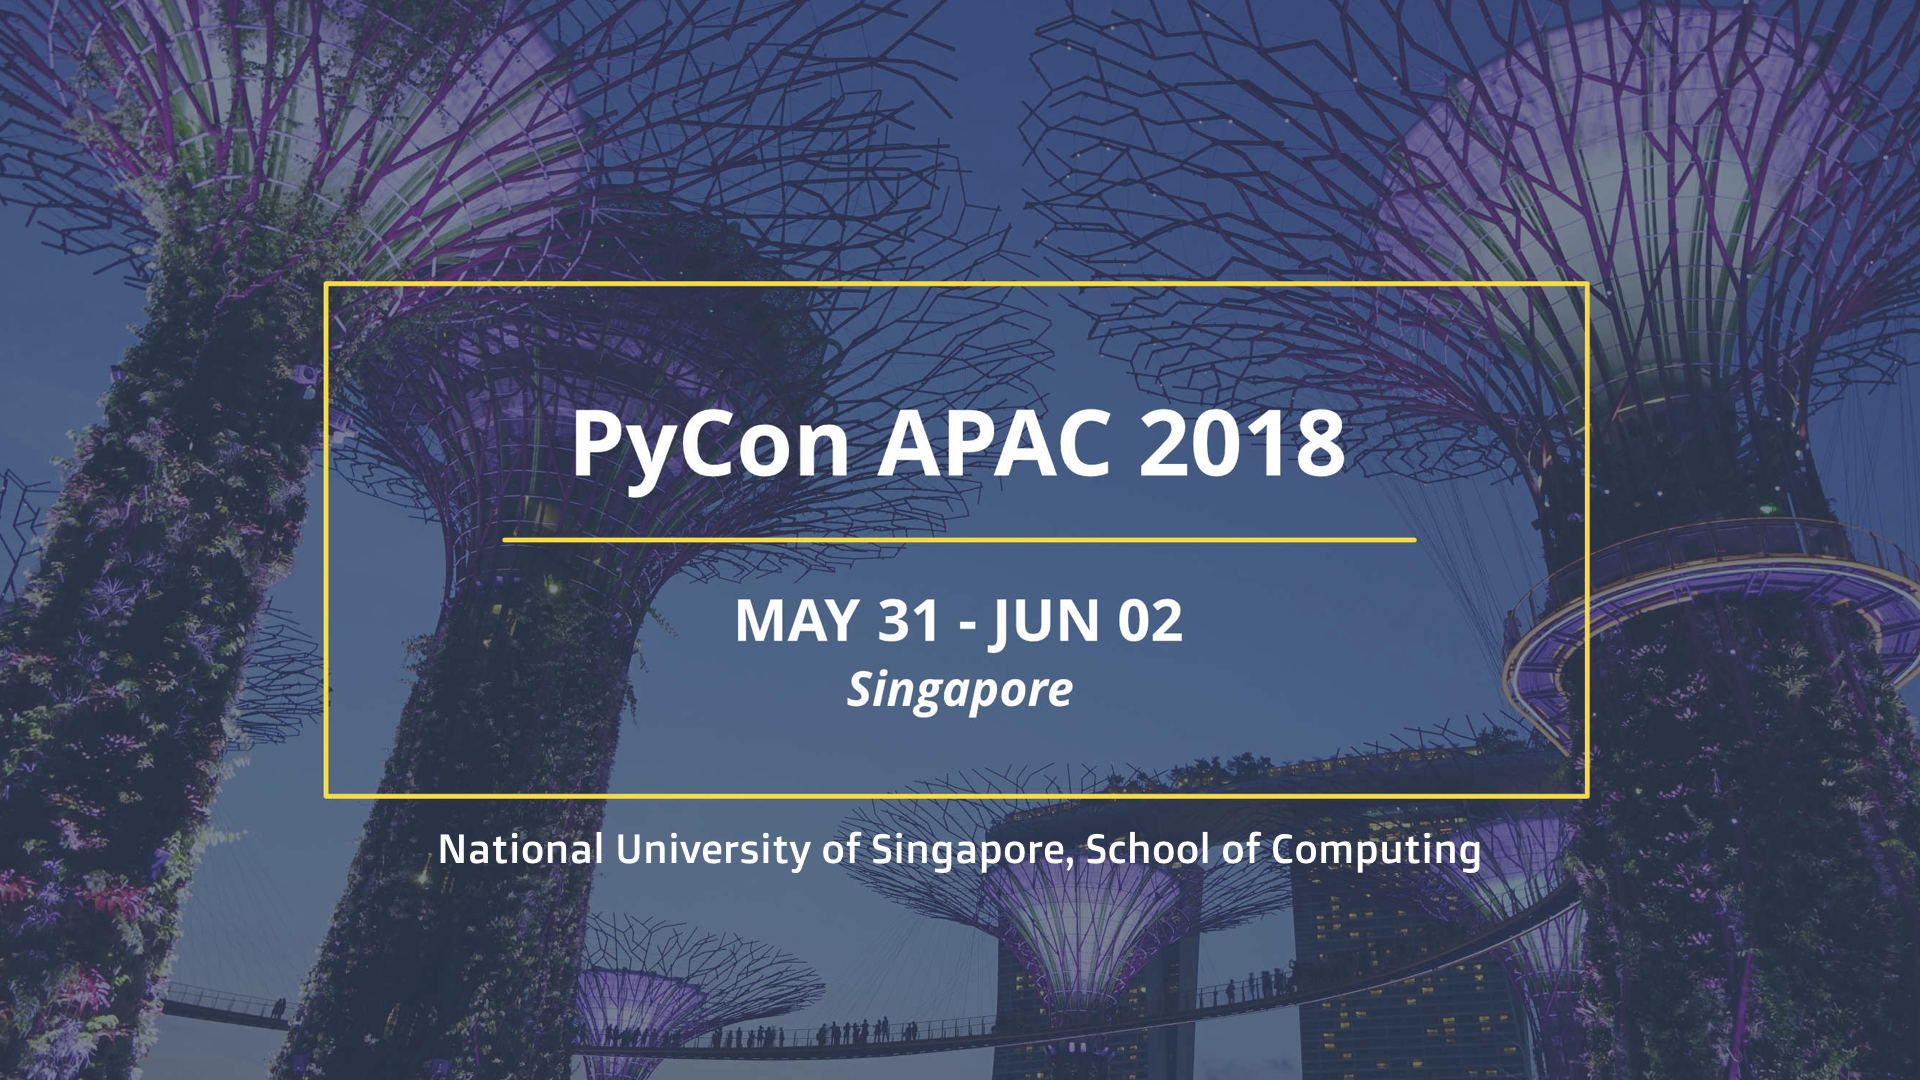 PyCon APAC 2018
MAY 31 - JUN 02
Singapore
National University of Singapore, School of Computing